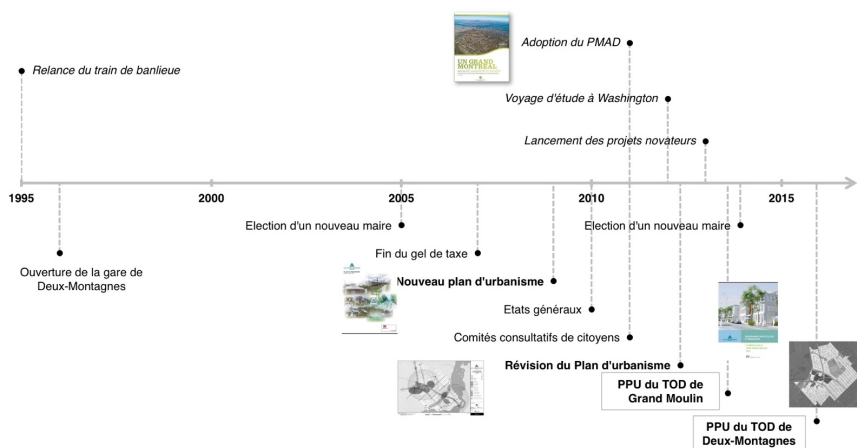 Adoption du PMAD
UN GRAND
MONTRÉAL
Relance du train de banlieue
Voyage d'étude à Washington
Lancement des projets novateurs
1995
2000
2005
2010
2015
Election d'un nouveau maire
Election d'un nouveau maire
Fin du gel de taxe
Ouverture de la gare de
Deux-Montagnes
Nouveau plan d'urbanisme
Etats généraux
Comités consultatifs de citoyens
Révision du Plan d'urbanisme
PPU du TOD de
Grand Moulin
PPU du TOD de
Deux-Montagnes